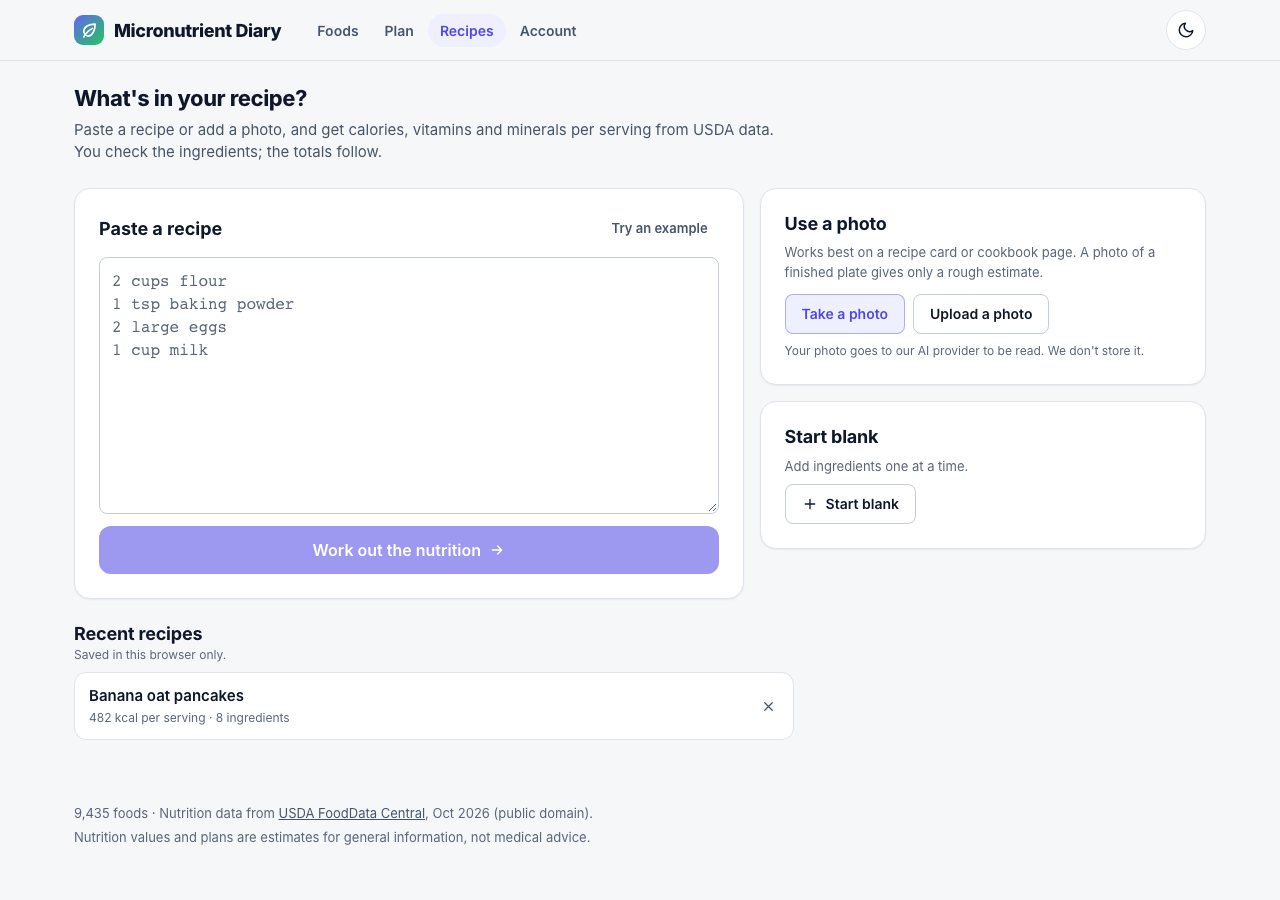 Micronutrient Diary
Foods
Plan
Recipes
Account
What's in your recipe?
Paste a recipe or add a photo, and get calories, vitamins and minerals per serving from USDA data.
You check the ingredients; the totals follow.
Paste a recipe
Try an example
2 cups flour
1 tsp baking powder
2 large eggs
1 cup milk
Work out the nutrition →
Use a photo
Works best on a recipe card or cookbook page. A photo of a
finished plate gives only a rough estimate.
Take a photo
Upload a photo
Your photo goes to our AI provider to be read. We don't store it.
Start blank
Add ingredients one at a time.
+ Start blank
Recent recipes
Saved in this browser only.
Banana oat pancakes
482 kcal per serving · 8 ingredients
9,435 foods · Nutrition data from USDA FoodData Central, Oct 2026 (public domain).
Nutrition values and plans are estimates for general information, not medical advice.